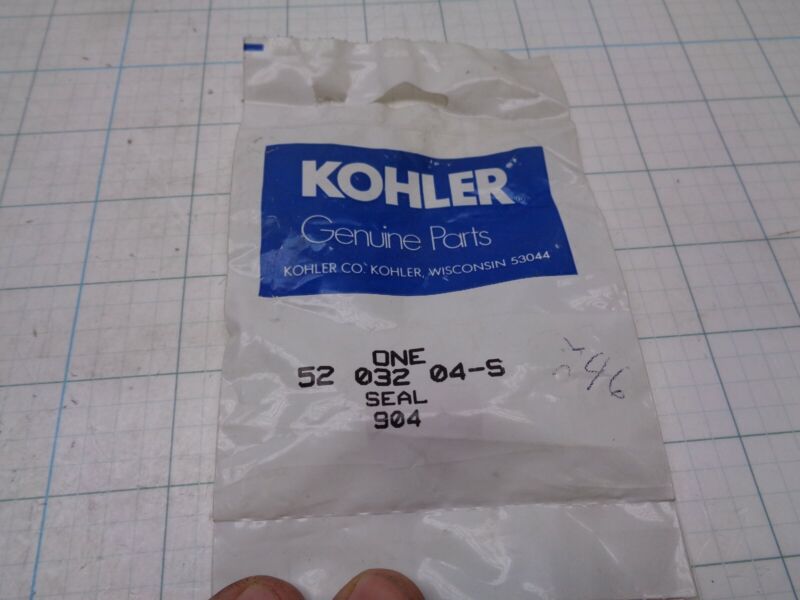 KOHLER
Genuine Parts
KOHLER CO. KOHLER, WISCONSIN 53044
ONE
52 032 04-S
SEAL
904